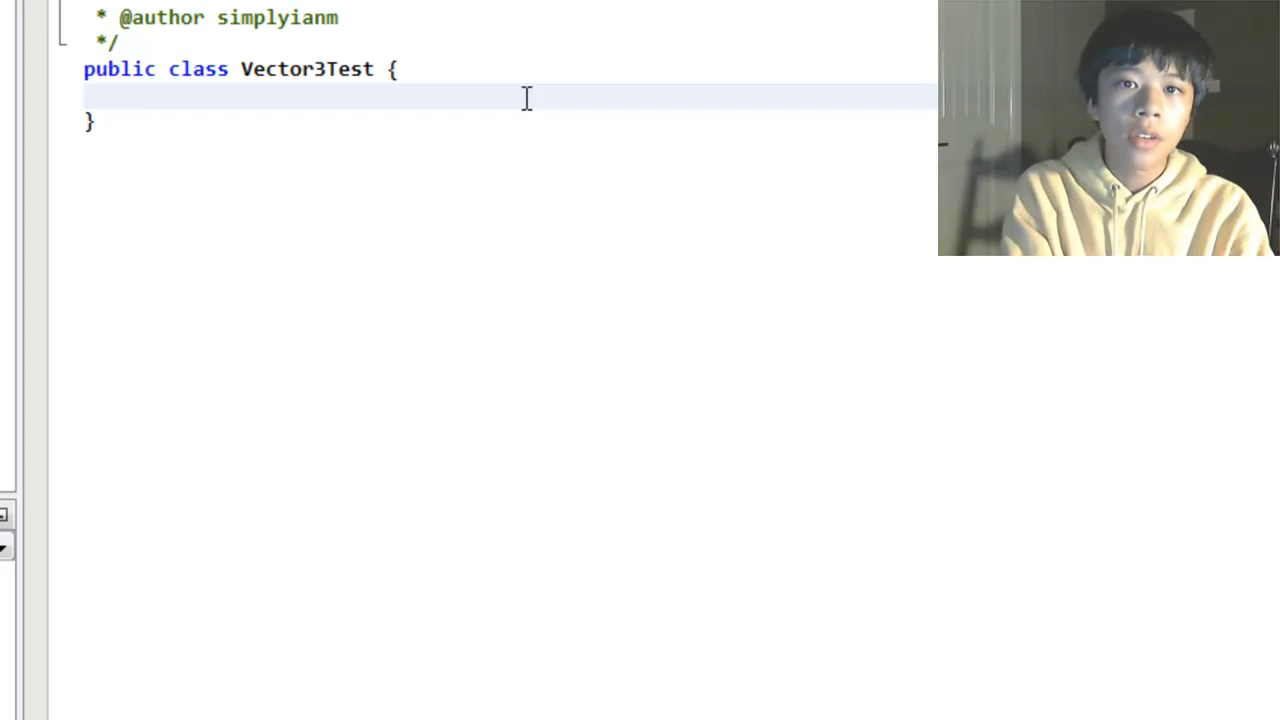 * @author simplyianm
*/
public class Vector3Test {
}